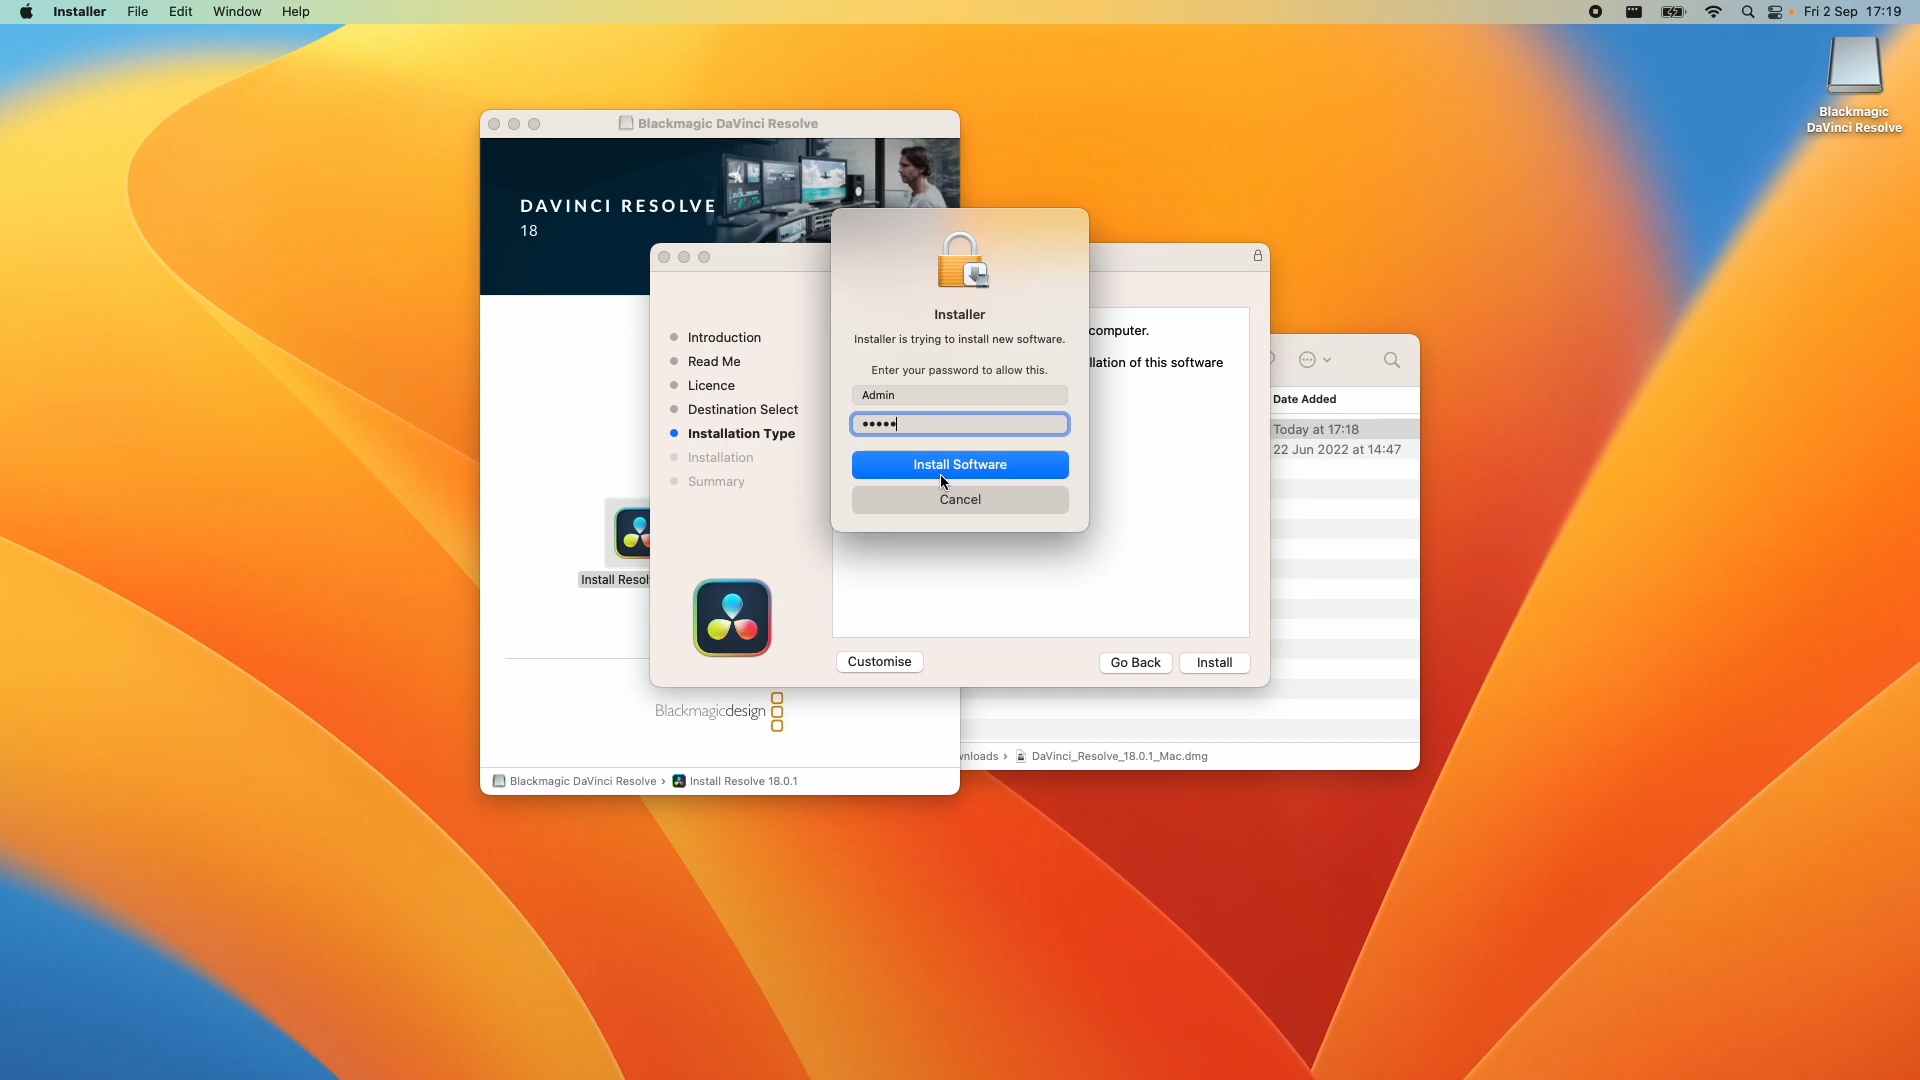 Installer File Edit Window Help
Fri 2 Sep 17:19
Blackmagic
DaVinci Resolve
Blackmagic DaVinci Resolve
DAVINCI RESOLVE
18
Installer
Installer is trying to install new software.
Enter your password to allow this.
Admin
•••••
Install Software
Cancel
Introduction
Read Me
Licence
Destination Select
Installation Type
Installation
Summary
computer.
llation of this software
Date Added
Today at 17:18
22 Jun 2022 at 14:47
Install Resol
Customise
Go Back
Install
Blackmagicdesign
wnloads › DaVinci_Resolve_18.0.1_Mac.dmg
Blackmagic DaVinci Resolve › Install Resolve 18.0.1